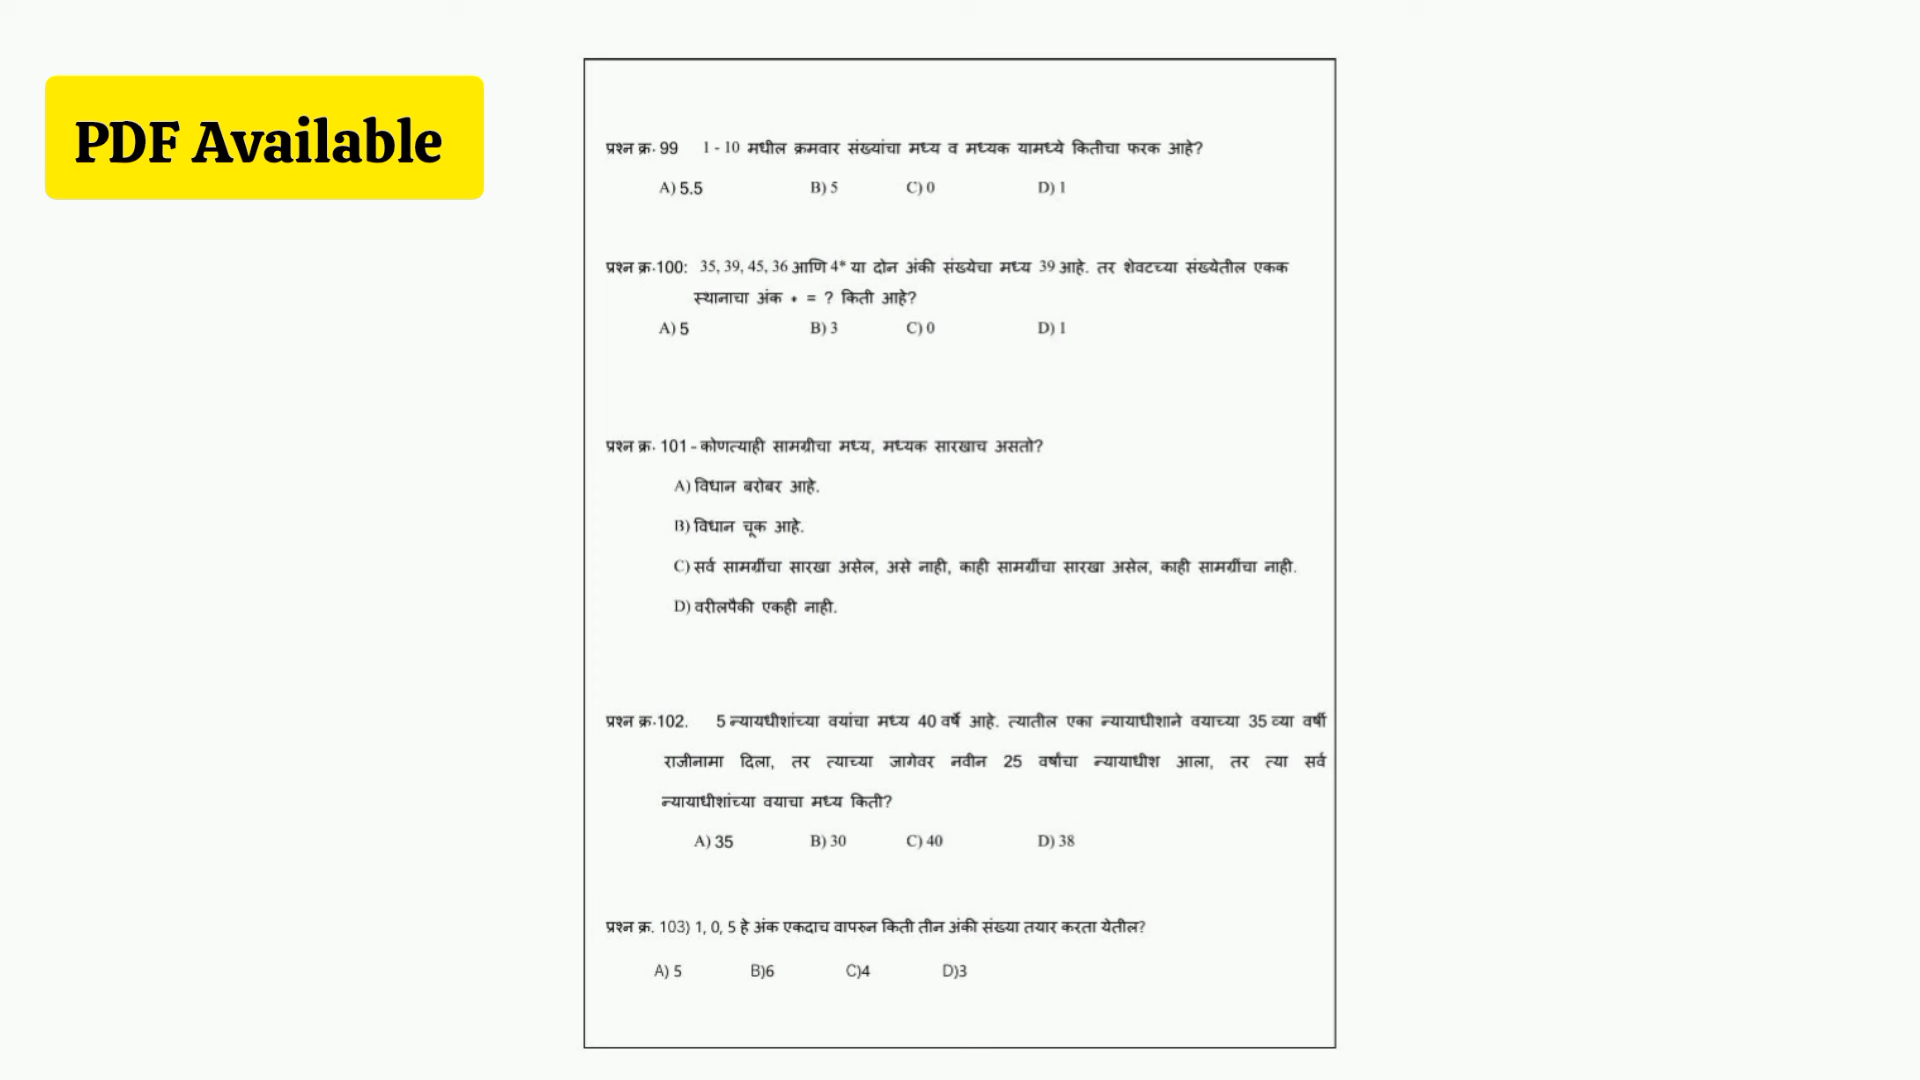 PDF Available
प्रश्न क्र. 99 1 - 10 मधील क्रमवार संख्यांचा मध्य व मध्यक यामध्ये कितीचा फरक आहे?
A) 5.5 B) 5 C) 0 D) 1
प्रश्न क्र.100: 35, 39, 45, 36 आणि 4* या दोन अंकी संख्येचा मध्य 39 आहे. तर शेवटच्या संख्येतील एकक
स्थानाचा अंक * = ? किती आहे?
A) 5 B) 3 C) 0 D) 1
प्रश्न क्र. 101 - कोणत्याही सामग्रीचा मध्य, मध्यक सारखाच असतो?
A) विधान बरोबर आहे.
B) विधान चूक आहे.
C) सर्व सामग्रींचा सारखा असेल, असे नाही, काही सामग्रींचा सारखा असेल, काही सामग्रींचा नाही.
D) वरीलपैकी एकही नाही.
प्रश्न क्र.102. 5 न्यायधीशांच्या वयांचा मध्य 40 वर्षे आहे. त्यातील एका न्यायाधीशाने वयाच्या 35 व्या वर्षी
राजीनामा दिला, तर त्याच्या जागेवर नवीन 25 वर्षांचा न्यायाधीश आला, तर त्या सर्व
न्यायाधीशांच्या वयाचा मध्य किती?
A) 35 B) 30 C) 40 D) 38
प्रश्न क्र. 103) 1, 0, 5 हे अंक एकदाच वापरुन किती तीन अंकी संख्या तयार करता येतील?
A) 5 B)6 C)4 D)3